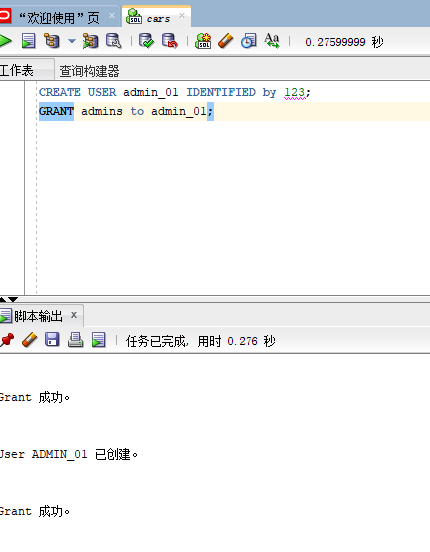 “欢迎使用”页 cars
0.27599999 秒
工作表 查询构建器
CREATE USER admin_01 IDENTIFIED by 123;
GRANT admins to admin_01;
脚本输出 x
任务已完成, 用时 0.276 秒
Grant 成功。
User ADMIN_01 已创建。
Grant 成功。